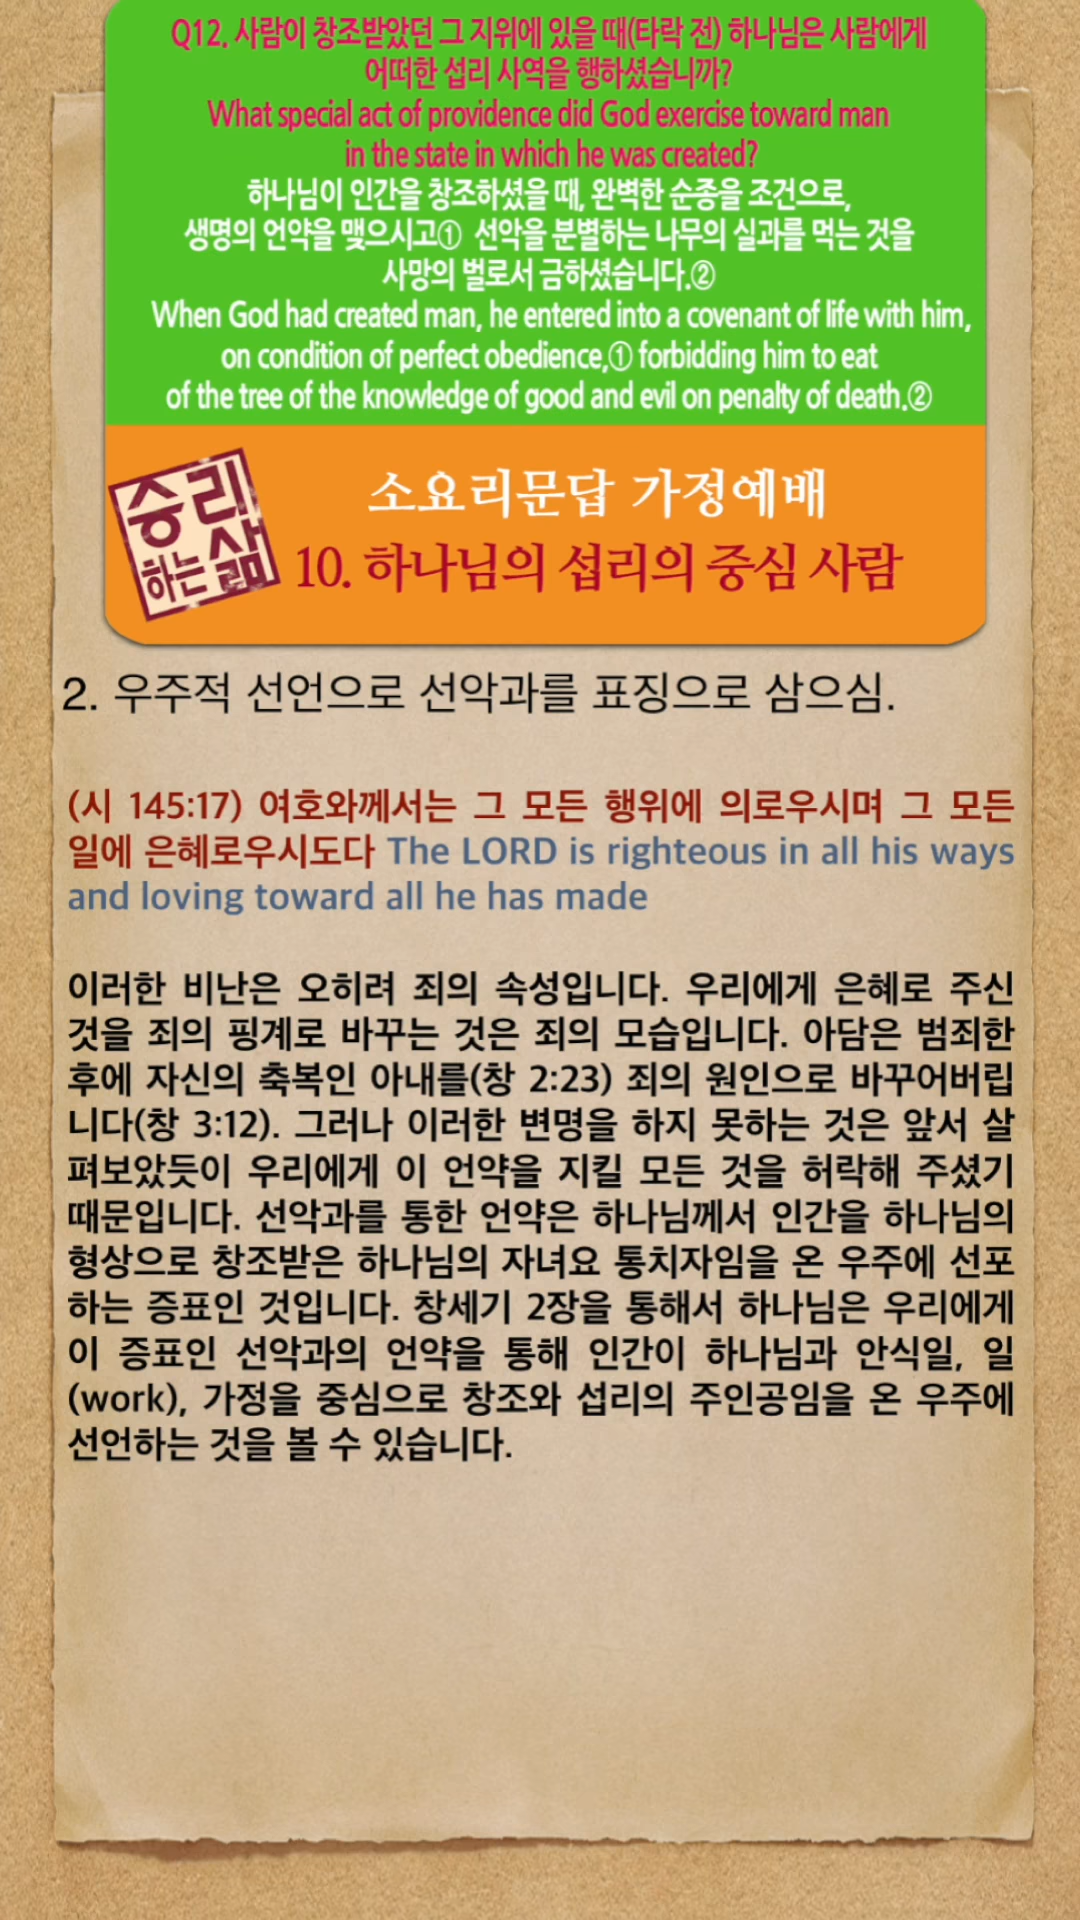 Q12. 사람이 창조받았던 그 지위에 있을 때(타락 전) 하나님은 사람에게
어떠한 섭리 사역을 행하셨습니까?
What special act of providence did God exercise toward man
in the state in which he was created?
하나님이 인간을 창조하셨을 때, 완벽한 순종을 조건으로,
생명의 언약을 맺으시고① 선악을 분별하는 나무의 실과를 먹는 것을
사망의 벌로서 금하셨습니다.②
When God had created man, he entered into a covenant of life with him,
on condition of perfect obedience,① forbidding him to eat
of the tree of the knowledge of good and evil on penalty of death.②
승리
하는 삶
소요리문답 가정예배
10. 하나님의 섭리의 중심 사람
2. 우주적 선언으로 선악과를 표징으로 삼으심.
(시 145:17) 여호와께서는 그 모든 행위에 의로우시며 그 모든
일에 은혜로우시도다 The LORD is righteous in all his ways
and loving toward all he has made
이러한 비난은 오히려 죄의 속성입니다. 우리에게 은혜로 주신
것을 죄의 핑계로 바꾸는 것은 죄의 모습입니다. 아담은 범죄한
후에 자신의 축복인 아내를(창 2:23) 죄의 원인으로 바꾸어버립
니다(창 3:12). 그러나 이러한 변명을 하지 못하는 것은 앞서 살
펴보았듯이 우리에게 이 언약을 지킬 모든 것을 허락해 주셨기
때문입니다. 선악과를 통한 언약은 하나님께서 인간을 하나님의
형상으로 창조받은 하나님의 자녀요 통치자임을 온 우주에 선포
하는 증표인 것입니다. 창세기 2장을 통해서 하나님은 우리에게
이 증표인 선악과의 언약을 통해 인간이 하나님과 안식일, 일
(work), 가정을 중심으로 창조와 섭리의 주인공임을 온 우주에
선언하는 것을 볼 수 있습니다.